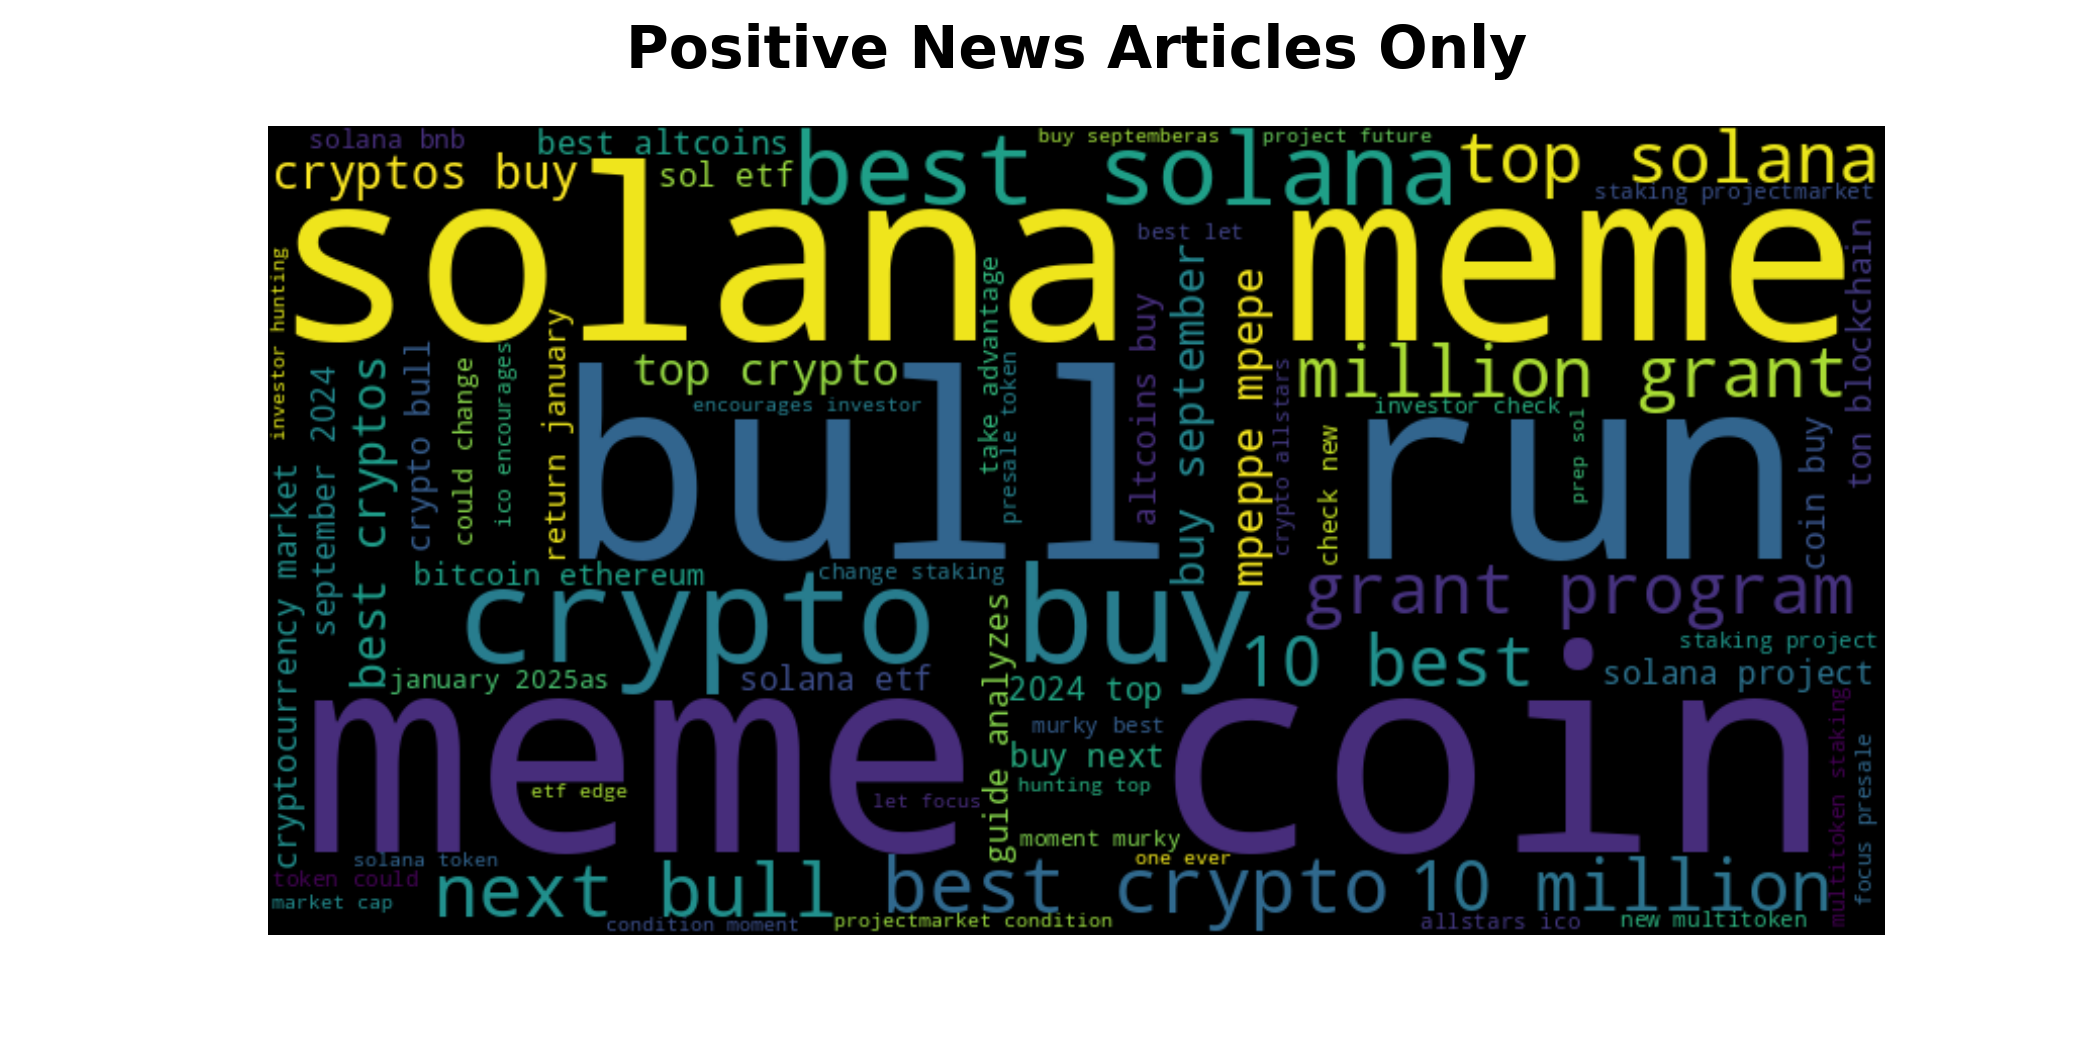 Positive News Articles Only
solana bnb
best altcoins
buy septemberas
project future
cryptos buy
sol etf
best solana
top solana
staking projectmarket
solana meme
best let
investor hunting
take advantage
buy september
mpeppe mpepe
ton blockchain
return january
altcoins buy
top crypto
million grant
september 2024
best cryptos
crypto bull
could change
ico encourages
encourages investor
presale token
crypto allstars
investor check
check new
prep sol
coin buy
bull run
cryptocurrency market
bitcoin ethereum
change staking
grant program
crypto buy
guide analyzes
10 best
staking project
solana project
january 2025as
solana etf
2024 top
murky best
multitoken staking
focus presale
buy next
meme coin
etf edge
let focus
hunting top
moment murky
solana token
one ever
token could
next bull
best crypto
10 million
market cap
condition moment
projectmarket condition
allstars ico
new multitoken